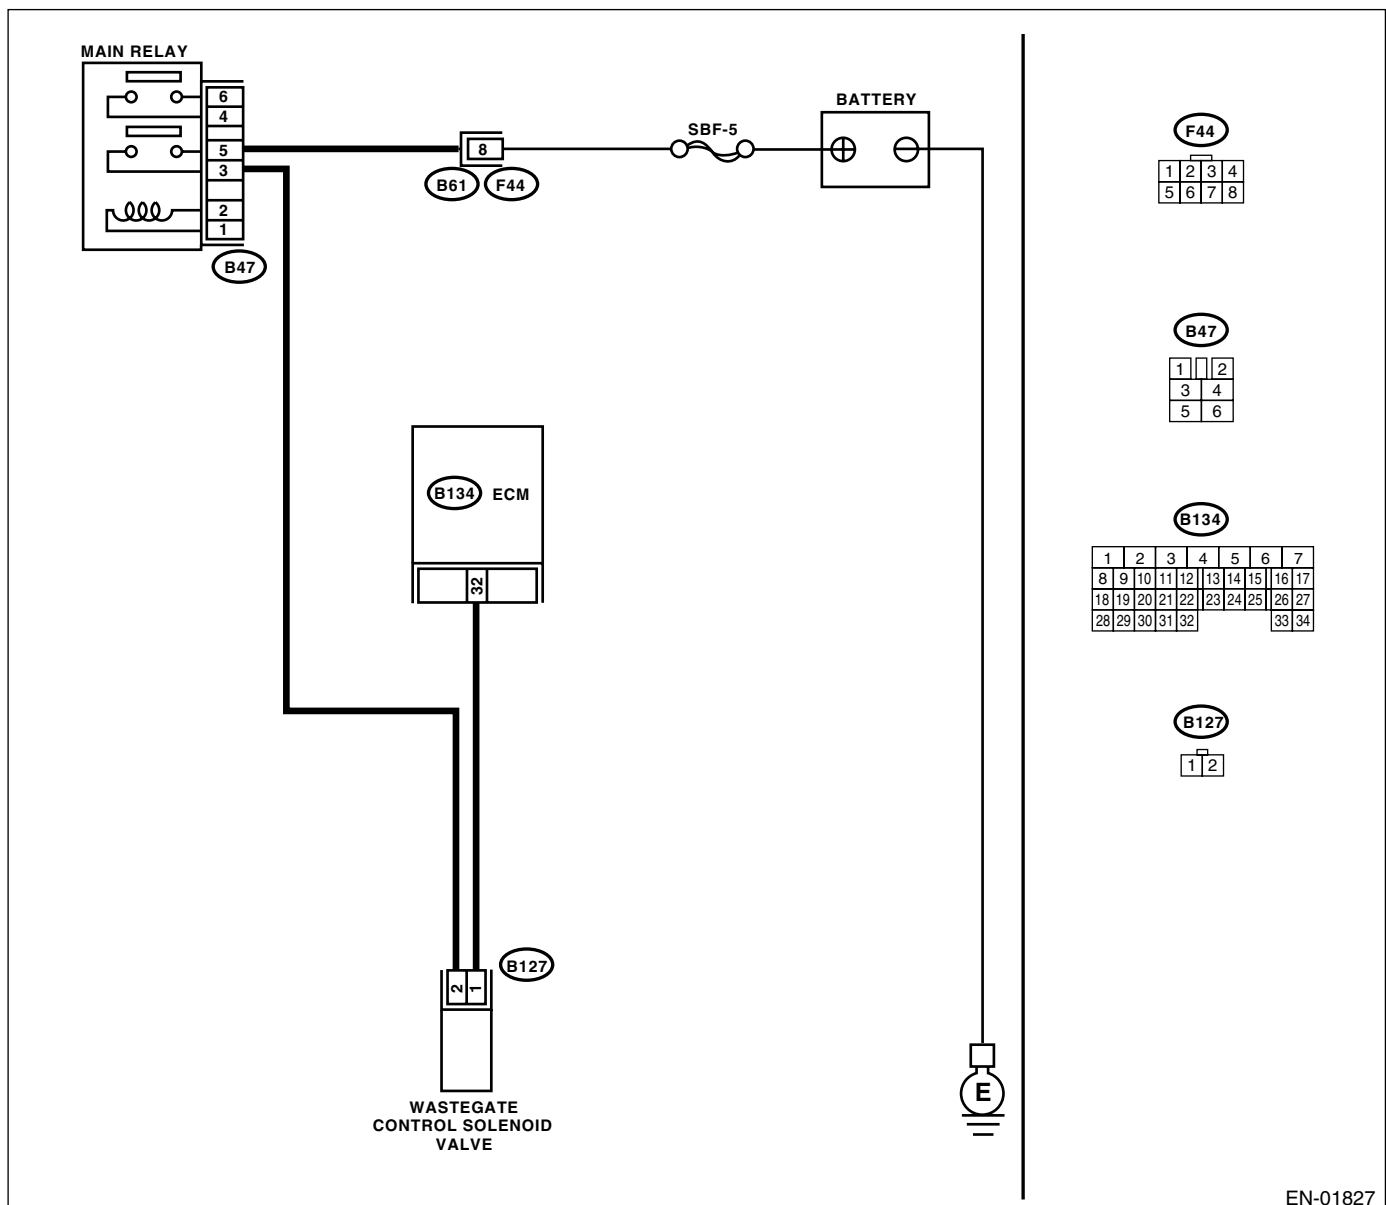 MAIN RELAY
6
4
5
3
2
1
B47
8
B61 F44
SBF-5
BATTERY
B134 ECM
32
2 1
B127
WASTEGATE
CONTROL SOLENOID
VALVE
E
F44
1 2 3 4
5 6 7 8
B47
1 2
3 4
5 6
B134
1 2 3 4 5 6 7
8 9 10 11 12 13 14 15 16 17
18 19 20 21 22 23 24 25 26 27
28 29 30 31 32 33 34
B127
1 2
EN-01827